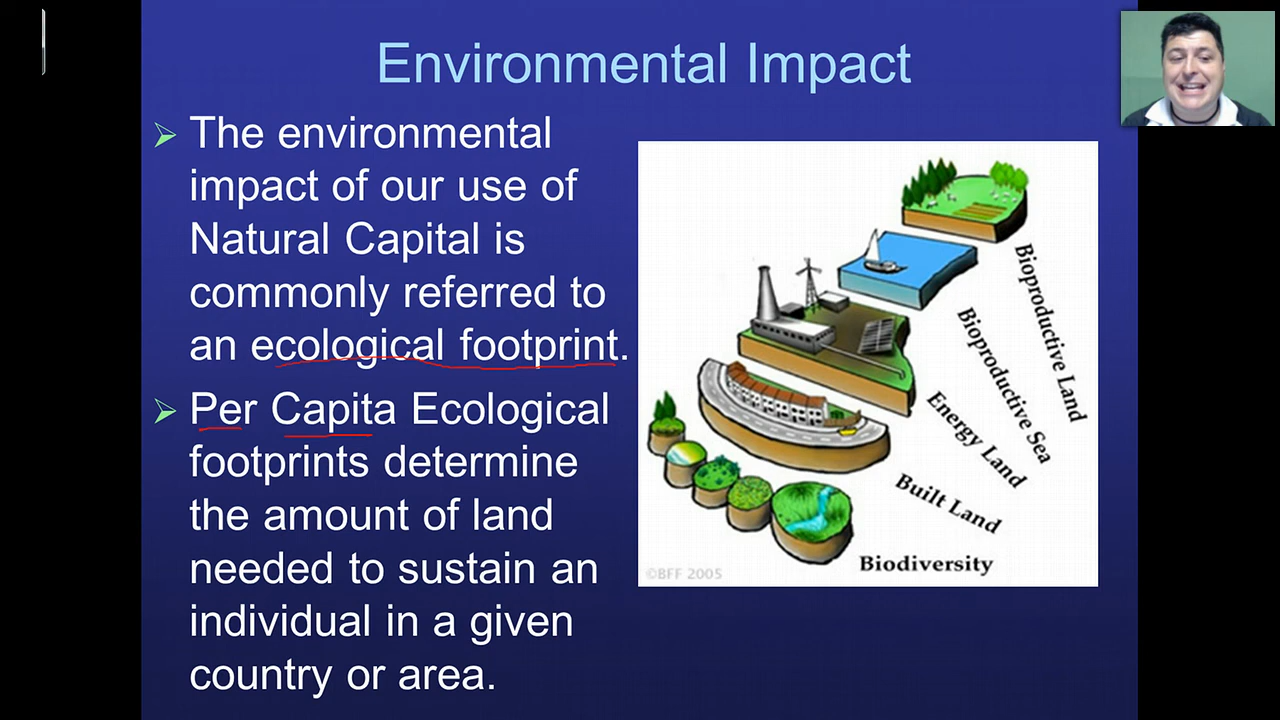 Environmental Impact
The environmental
impact of our use of
Natural Capital is
commonly referred to
an ecological footprint.
Per Capita Ecological
footprints determine
the amount of land
needed to sustain an
individual in a given
country or area.
Bioproductive Land
Bioproductive Sea
Energy Land
Built Land
Biodiversity
©BFF 2005